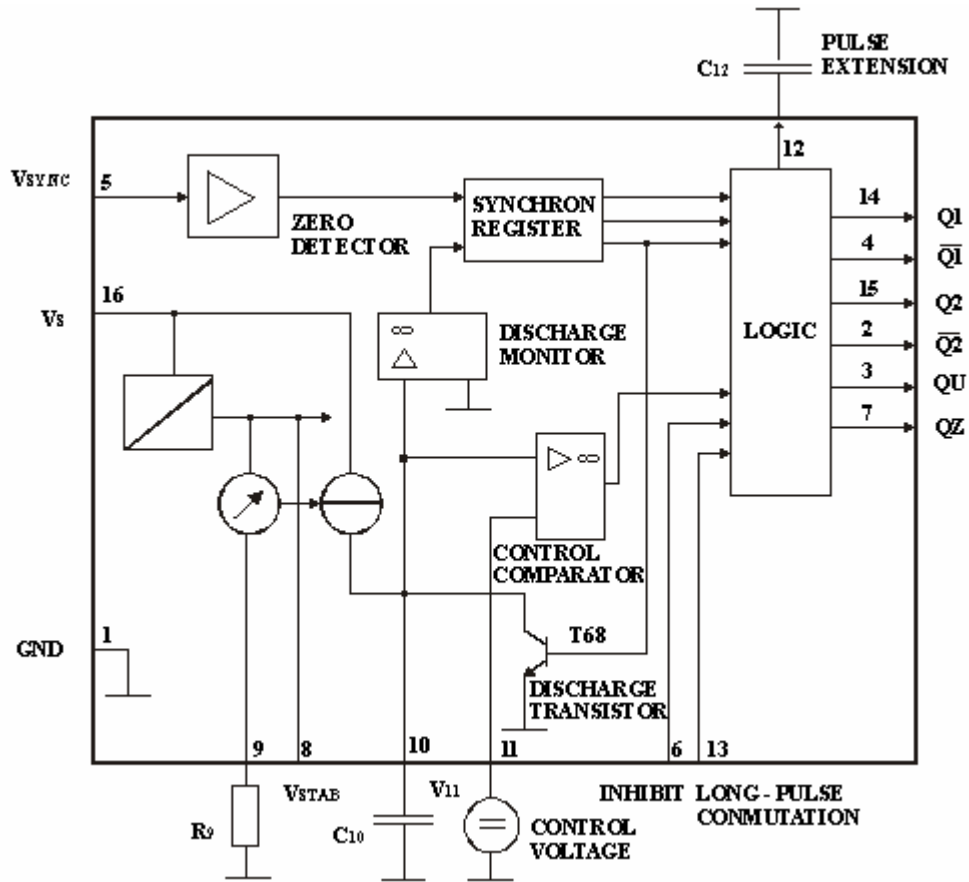 C12
PULSE
EXTENSION
12
VSYNC
5
ZERO
DETECTOR
SYNCHRON
REGISTER
14
Q1
4
Q̅1̅
15
Q2
2
Q̅2̅
3
QU
7
QZ
LOGIC
16
VS
∞
DISCHARGE
MONITOR
∞
CONTROL
COMPARATOR
1
GND
T68
DISCHARGE
TRANSISTOR
9
8
10
11
6
13
R9
VSTAB
C10
V11
CONTROL
VOLTAGE
INHIBIT
LONG-PULSE
CONMUTATION